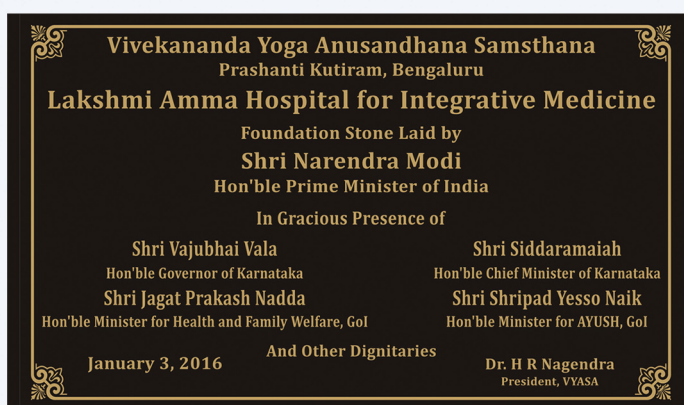 Vivekananda Yoga Anusandhana Samsthana
Prashanti Kutiram, Bengaluru
Lakshmi Amma Hospital for Integrative Medicine
Foundation Stone Laid by
Shri Narendra Modi
Hon'ble Prime Minister of India
In Gracious Presence of
Shri Vajubhai Vala
Hon'ble Governor of Karnataka
Shri Siddaramaiah
Hon'ble Chief Minister of Karnataka
Shri Jagat Prakash Nadda
Hon'ble Minister for Health and Family Welfare, GoI
Shri Shripad Yesso Naik
Hon'ble Minister for AYUSH, GoI
And Other Dignitaries
January 3, 2016
Dr. H R Nagendra
President, VYASA